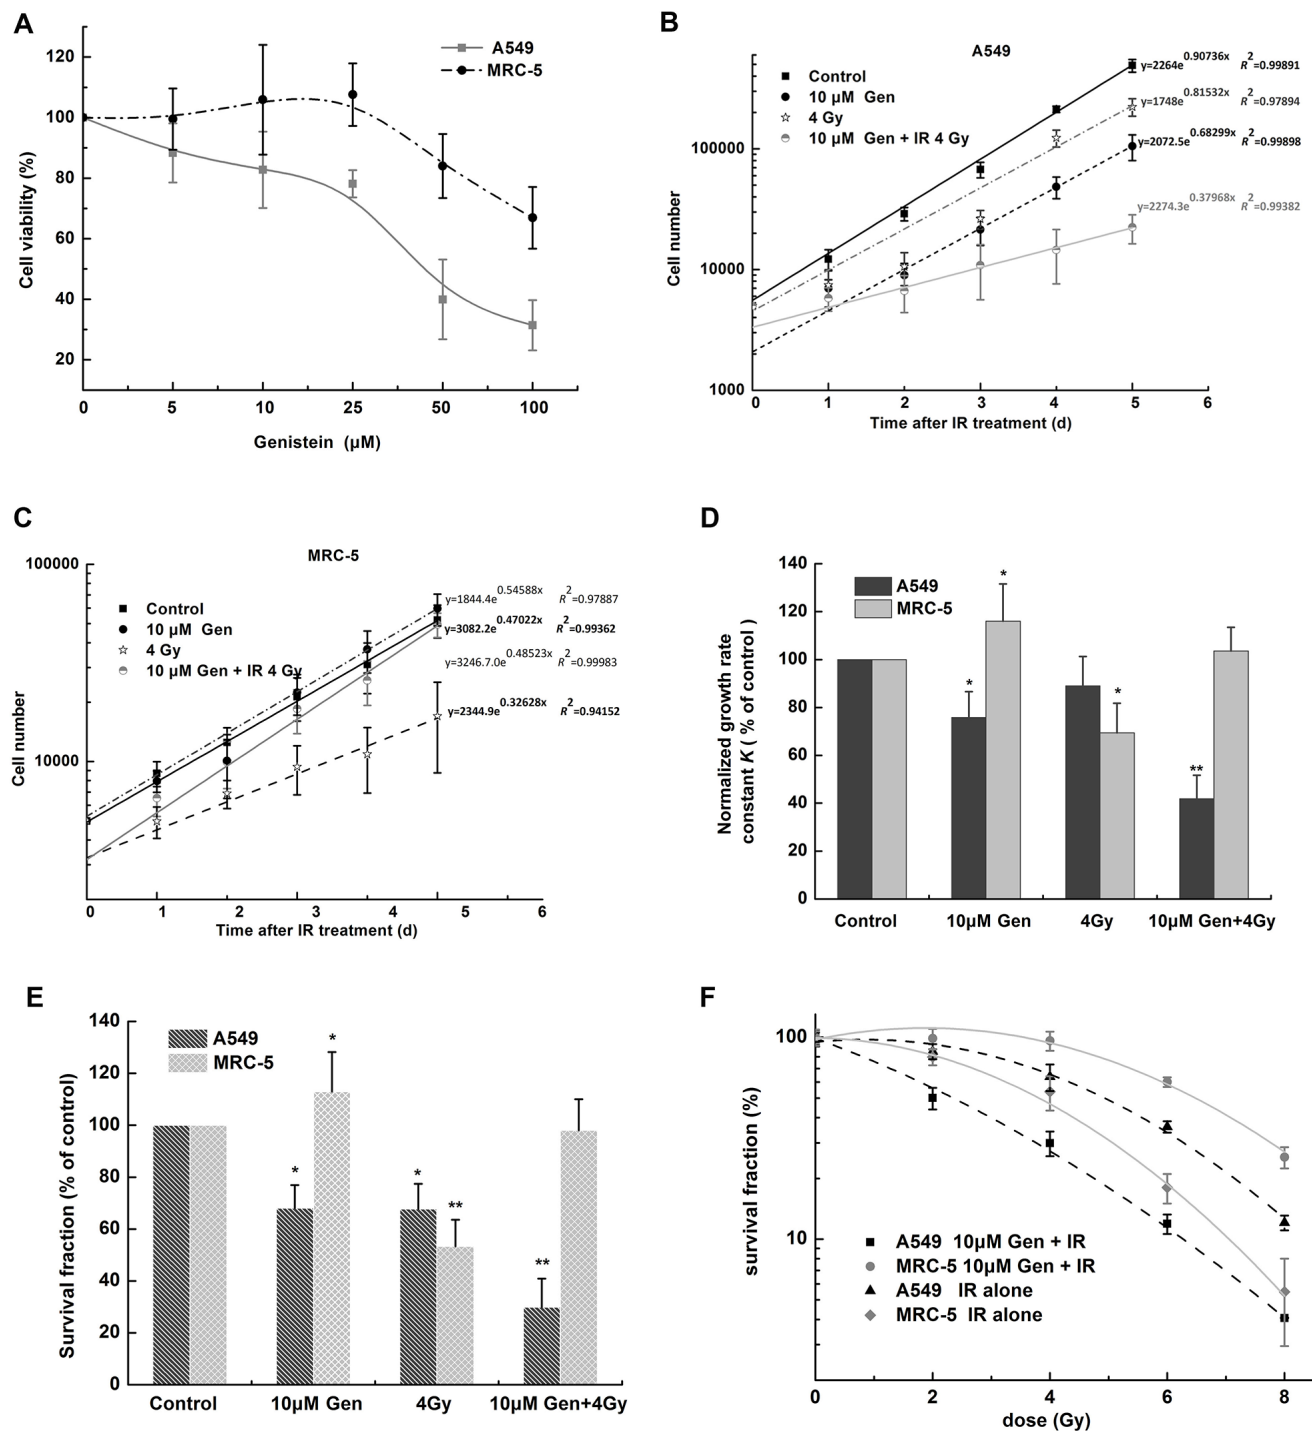 A
120
100
80
60
40
20
Cell viability (%)
A549
MRC-5
0 5 10 25 50 100
Genistein (µM)
B
A549
Control
10 µM Gen
4 Gy
10 µM Gen + IR 4 Gy
y=2264e0.90736x R2=0.99891
y=1748e0.81532x R2=0.97894
y=2072.5e0.68299x R2=0.99898
y=2274.3e0.37968x R2=0.99382
100000
10000
1000
Cell number
0 1 2 3 4 5 6
Time after IR treatment (d)
C
MRC-5
Control
10 µM Gen
4 Gy
10 µM Gen + IR 4 Gy
y=1844.4e0.54588x R2=0.97887
y=3082.2e0.47022x R2=0.99362
y=3246.7.0e0.48523x R2=0.99983
y=2344.9e0.32628x R2=0.94152
100000
10000
Cell number
0 1 2 3 4 5 6
Time after IR treatment (d)
D
140
120
100
80
60
40
20
0
Normalized growth rate
constant K ( % of control )
A549
MRC-5
*
*
*
**
Control 10µM Gen 4Gy 10µM Gen+4Gy
E
140
120
100
80
60
40
20
0
Survival fraction (% of control)
A549
MRC-5
*
*
*
**
**
Control 10µM Gen 4Gy 10µM Gen+4Gy
F
100
10
survival fraction (%)
A549 10µM Gen + IR
MRC-5 10µM Gen + IR
A549 IR alone
MRC-5 IR alone
0 2 4 6 8
dose (Gy)